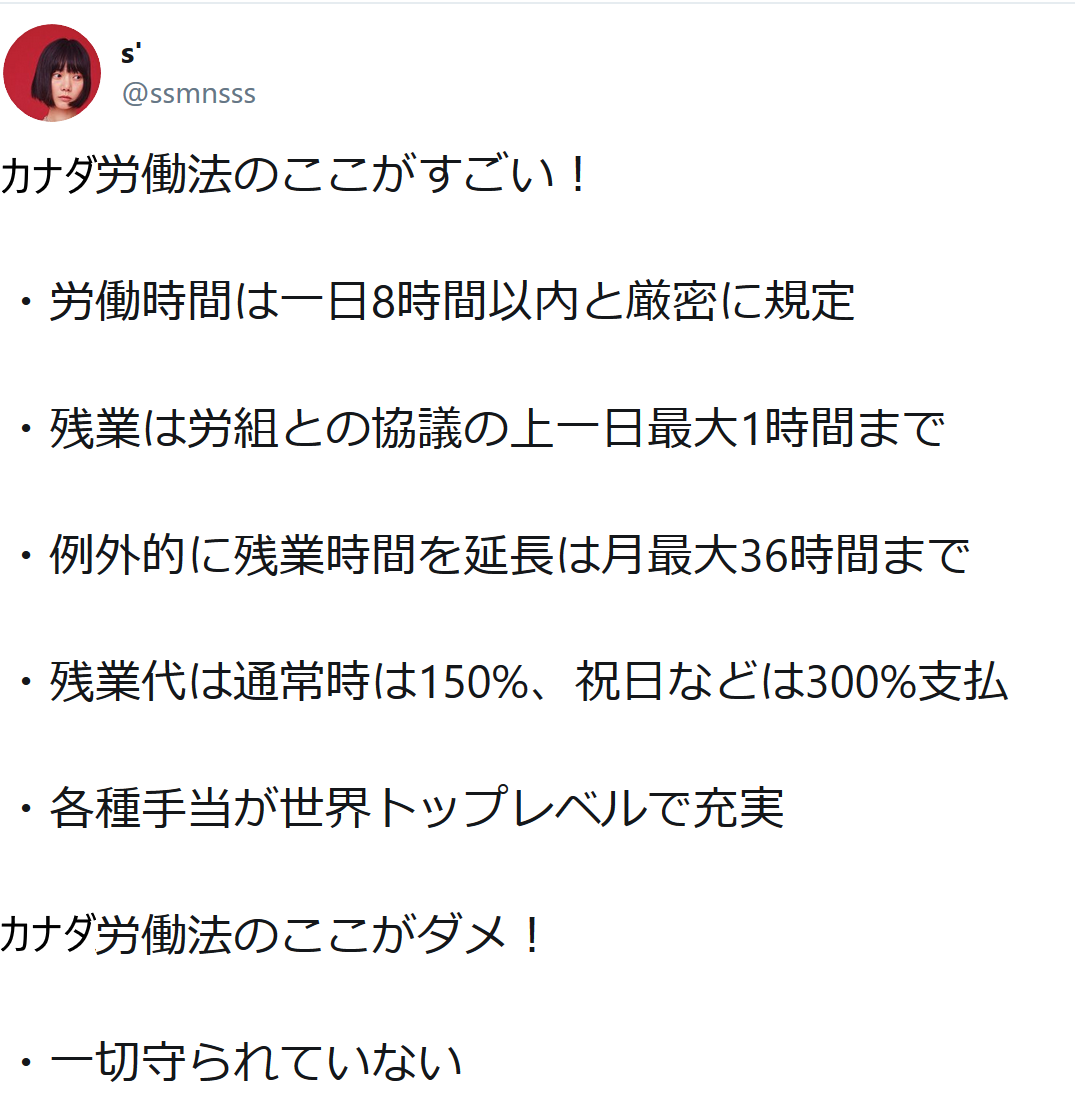 s'
@ssmnsss
カナダ労働法のここがすごい！
・労働時間は一日8時間以内と厳密に規定
・残業は労組との協議の上一日最大1時間まで
・例外的に残業時間を延長は月最大36時間まで
・残業代は通常時は150%、祝日などは300%支払
・各種手当が世界トップレベルで充実
カナダ労働法のここがダメ！
・一切守られていない